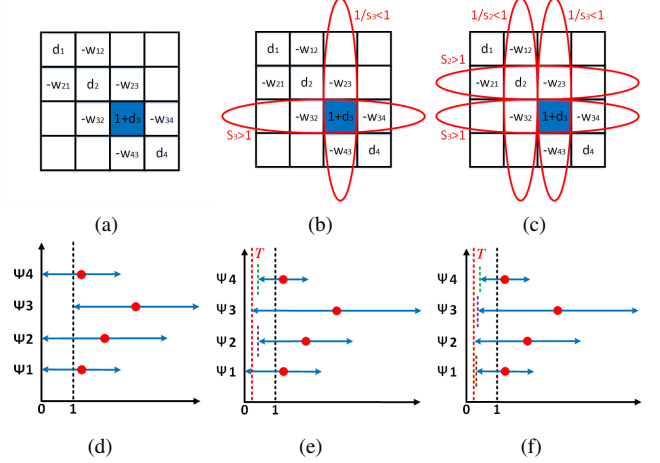 1/s₃<1 1/s₂<1 1/s₃<1
d₁ -w₁₂ d₁ -w₁₂ d₁ -w₁₂
S₂>1
-w₂₁ d₂ -w₂₃ -w₂₁ d₂ -w₂₃ -w₂₁ d₂ -w₂₃
-w₃₂ 1+d₃ -w₃₄ -w₃₂ 1+d₃ -w₃₄ -w₃₂ 1+d₃ -w₃₄
S₃>1 S₃>1
-w₄₃ d₄ -w₄₃ d₄ -w₄₃ d₄
(a) (b) (c)
T T
Ψ4 Ψ4 Ψ4
Ψ3 Ψ3 Ψ3
Ψ2 Ψ2 Ψ2
Ψ1 Ψ1 Ψ1
0 1 0 1 0 1
(d) (e) (f)